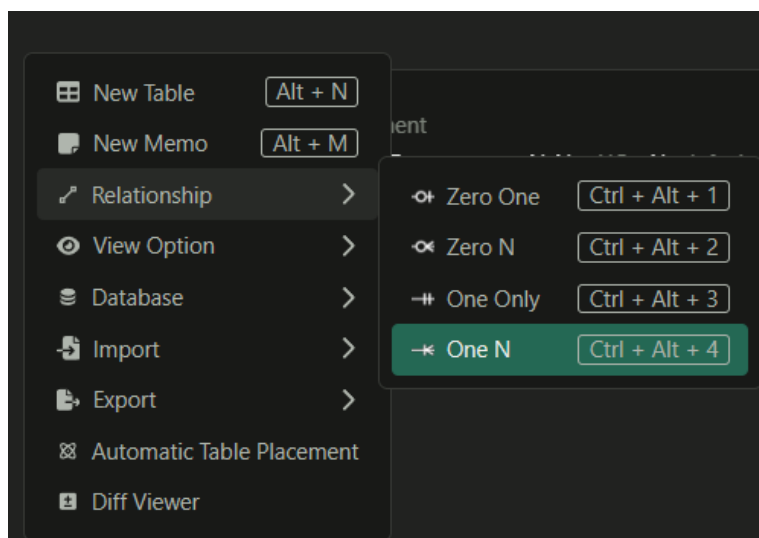 New Table Alt + N
New Memo Alt + M
ent
Relationship
Zero One Ctrl + Alt + 1
View Option
Zero N Ctrl + Alt + 2
Database
One Only Ctrl + Alt + 3
Import
One N Ctrl + Alt + 4
Export
Automatic Table Placement
Diff Viewer